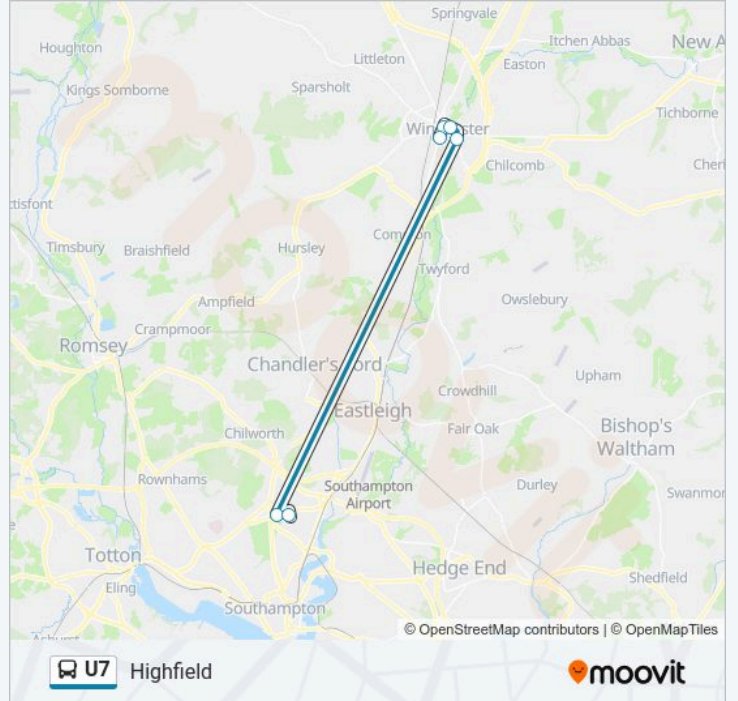 Springvale
Houghton
Itchen Abbas
New A
Littleton
Easton
Kings Somborne
Sparsholt
Tichborne
Chilcomb
Cheri
Timsbury
Braishfield
Hursley
Twyford
Owslebury
Ampfield
Crampmoor
Romsey
Upham
Crowdhill
Eastleigh
Fair Oak
Bishop's
Waltham
Chilworth
Rownhams
Southampton
Airport
Durley
Swanmor
Totton
Hedge End
Eling
Shedfield
Southampton
© OpenStreetMap contributors | © OpenMapTiles
U7 Highfield
moovit